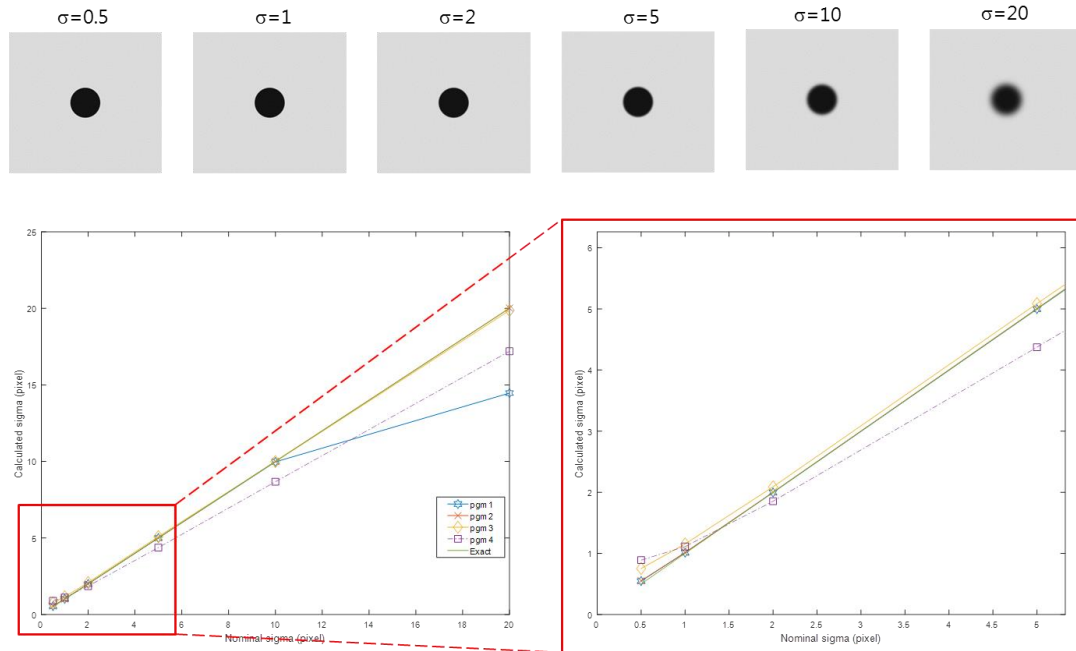 σ=0.5 σ=1 σ=2 σ=5 σ=10 σ=20
25
20
15
10
5
0
Calculated sigma (pixel)
0 2 4 6 8 10 12 14 16 18 20
Nominal sigma (pixel)
pgm 1
pgm 2
pgm 3
pgm 4
Exact
6
5
4
3
2
1
0
Calculated sigma (pixel)
0 0.5 1 1.5 2 2.5 3 3.5 4 4.5 5
Nominal sigma (pixel)